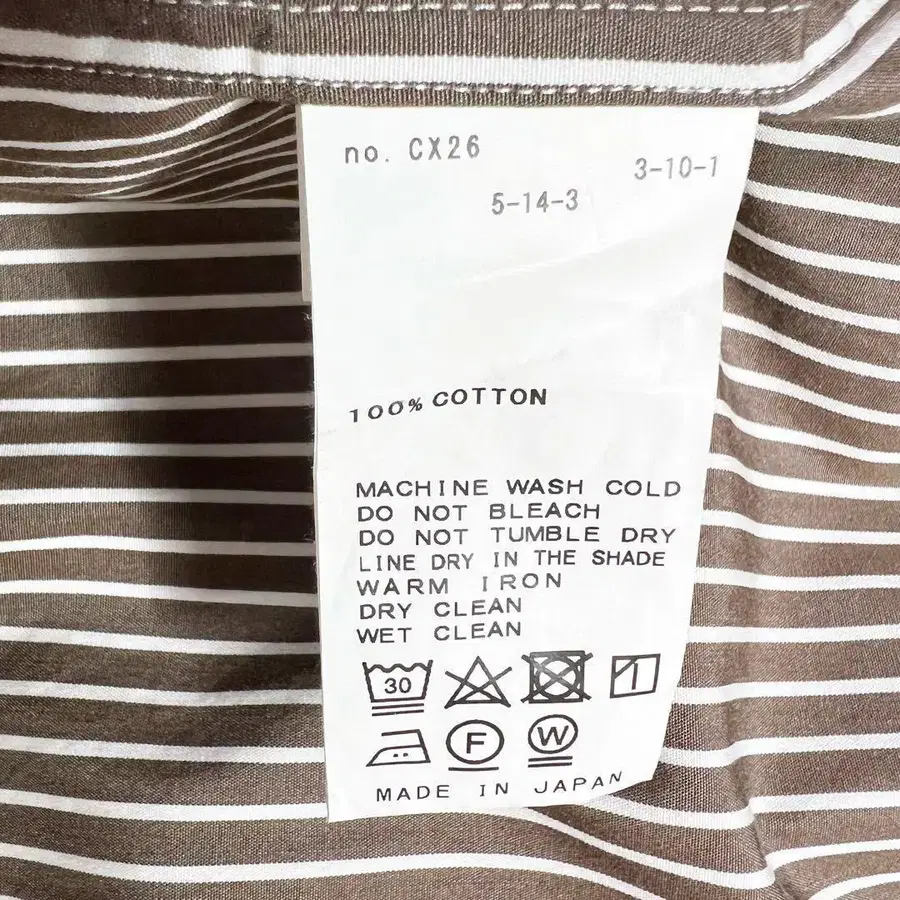 no. CX26
3-10-1
5-14-3
100% COTTON
MACHINE WASH COLD
DO NOT BLEACH
DO NOT TUMBLE DRY
LINE DRY IN THE SHADE
WARM IRON
DRY CLEAN
WET CLEAN
30
F W
MADE IN JAPAN